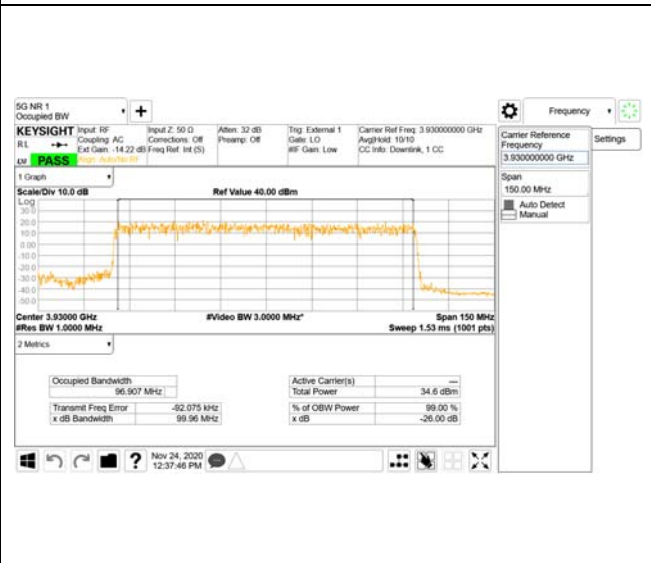 5G NR 1
Occupied BW
+
Frequency
KEYSIGHT
Input: RF
Input Z: 50 Ω
Atten: 32 dB
Trig: External 1
Carrier Ref Freq: 3.930000000 GHz
RL
Coupling: AC
Corrections: Off
Preamp: Off
Gate: LO
Avg|Hold: 10/10
Ext Gain: -14.22 dB
Freq Ref: Int (S)
#IF Gain: Low
CC Info: Downlink, 1 CC
PASS
Align: Auto/No RF
Carrier Reference
Frequency
3.930000000 GHz
Settings
Span
150.00 MHz
Auto Detect
Manual
1 Graph
Scale/Div 10.0 dB
Ref Value 40.00 dBm
Log
30.0
20.0
10.0
0.00
-10.0
-20.0
-30.0
-40.0
-50.0
Center 3.93000 GHz
#Video BW 3.0000 MHz*
Span 150 MHz
#Res BW 1.0000 MHz
Sweep 1.53 ms (1001 pts)
2 Metrics
Occupied Bandwidth
96.907 MHz
Active Carrier(s)
---
Total Power
34.6 dBm
Transmit Freq Error
-92.075 kHz
% of OBW Power
99.00 %
x dB Bandwidth
99.96 MHz
x dB
-26.00 dB
?
Nov 24, 2020
12:37:46 PM